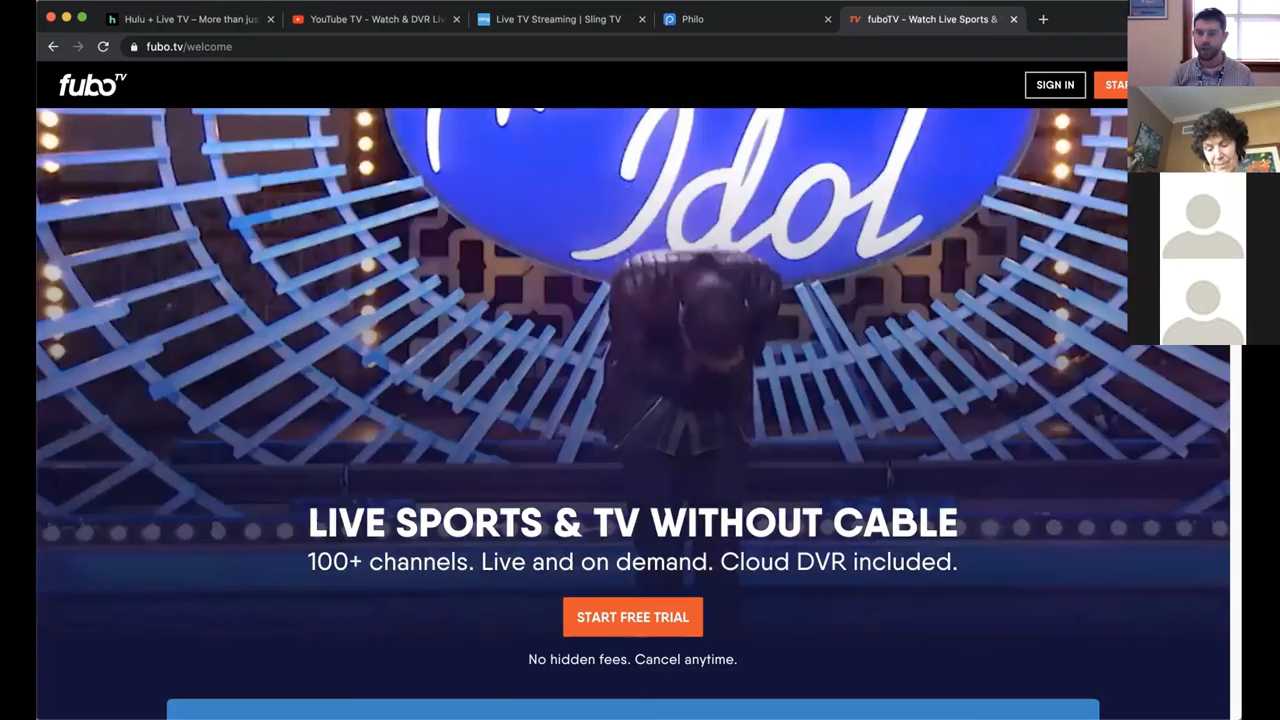 Hulu + Live TV – More than jus
YouTube TV - Watch & DVR Liv
Live TV Streaming | Sling TV
Philo
fuboTV - Watch Live Sports &
fubo.tv/welcome
fubo TV
SIGN IN
STAR
Idol
LIVE SPORTS & TV WITHOUT CABLE
100+ channels. Live and on demand. Cloud DVR included.
START FREE TRIAL
No hidden fees. Cancel anytime.